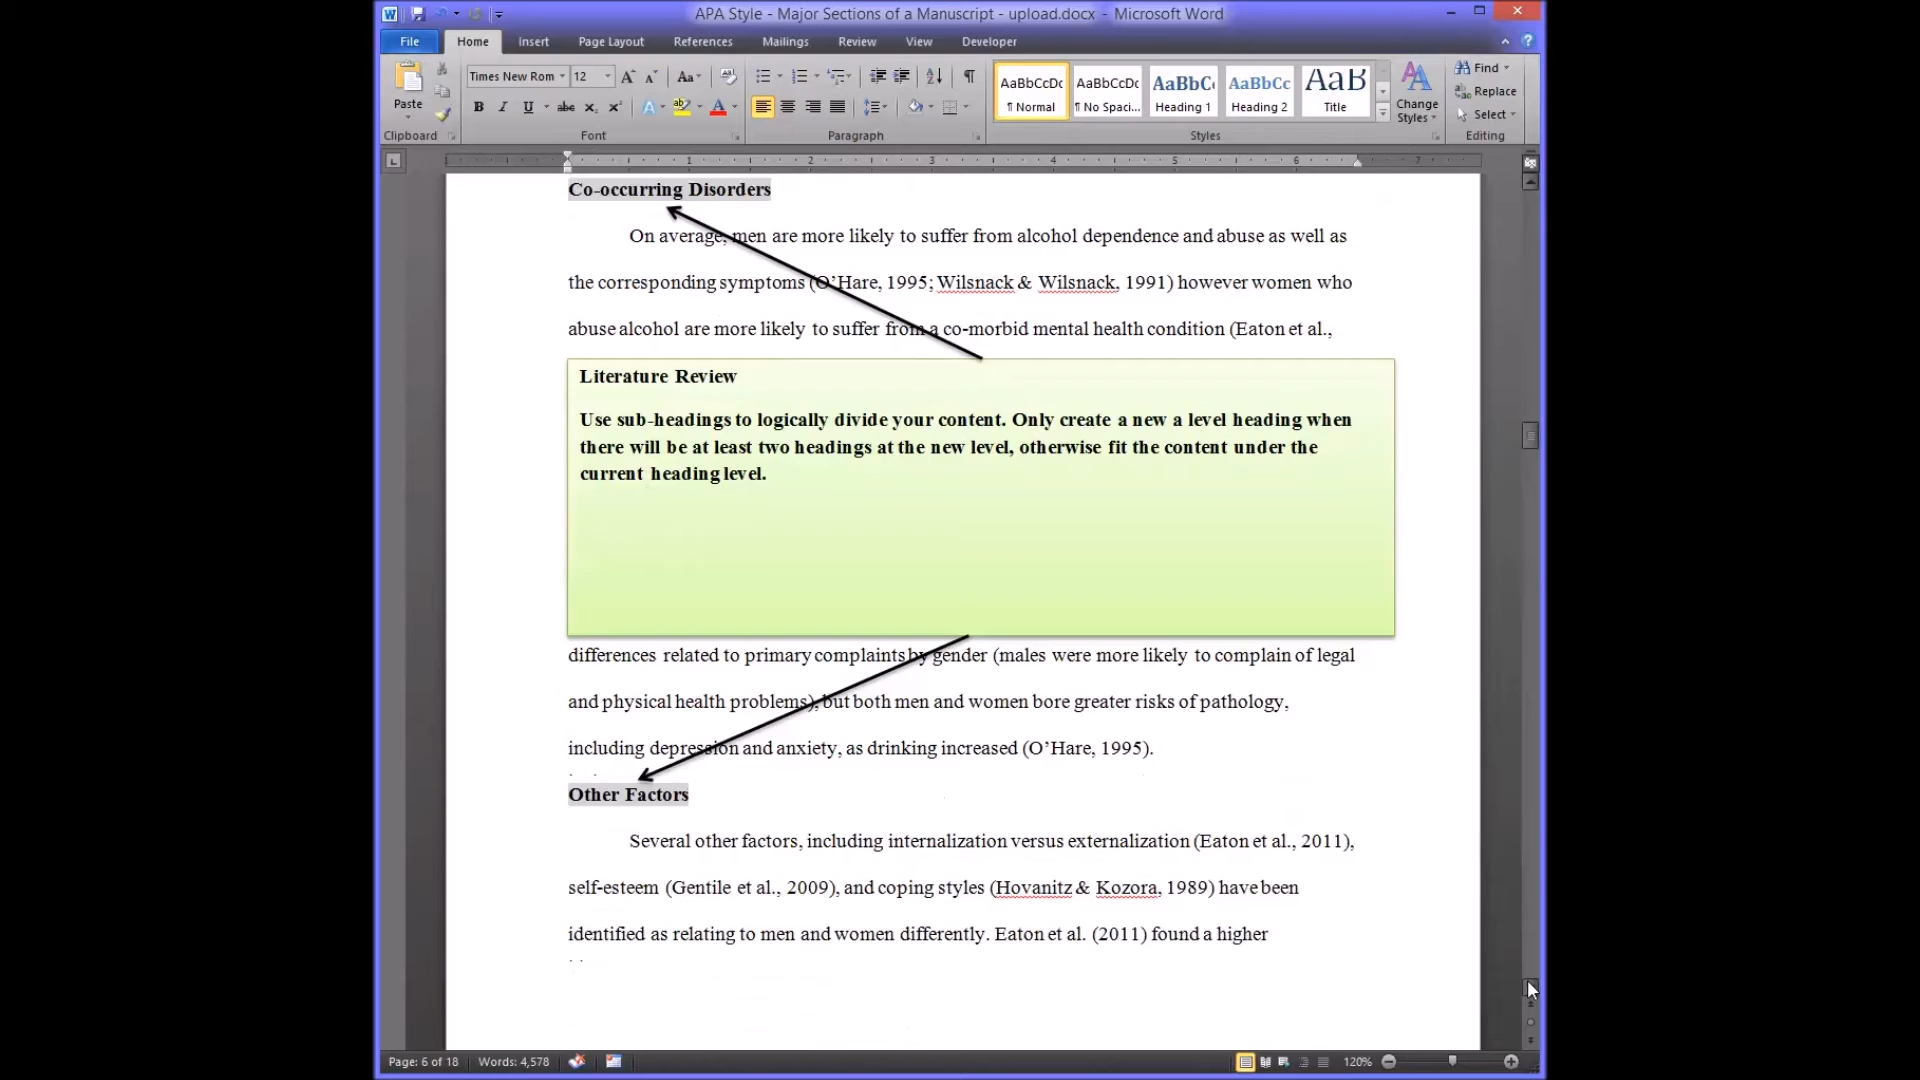 APA Style - Major Sections of a Manuscript - upload.docx - Microsoft Word
File Home Insert Page Layout References Mailings Review View Developer
Times New Rom 12
Paste
AaBbCcDc AaBbCcDc AaBbC AaBbCc AaB
¶ Normal ¶ No Spaci... Heading 1 Heading 2 Title
Change
Styles
Find
Replace
Select
Clipboard Font Paragraph Styles Editing
1 2 3 4 5 6 7
Co-occurring Disorders
On average, men are more likely to suffer from alcohol dependence and abuse as well as
the corresponding symptoms (O’Hare, 1995; Wilsnack & Wilsnack, 1991) however women who
abuse alcohol are more likely to suffer from a co-morbid mental health condition (Eaton et al.,
Literature Review
Use sub-headings to logically divide your content. Only create a new a level heading when
there will be at least two headings at the new level, otherwise fit the content under the
current heading level.
differences related to primary complaints by gender (males were more likely to complain of legal
and physical health problems), but both men and women bore greater risks of pathology,
including depression and anxiety, as drinking increased (O’Hare, 1995).
Other Factors
Several other factors, including internalization versus externalization (Eaton et al., 2011),
self-esteem (Gentile et al., 2009), and coping styles (Hovanitz & Kozora, 1989) have been
identified as relating to men and women differently. Eaton et al. (2011) found a higher
Page: 6 of 18 Words: 4,578 120%